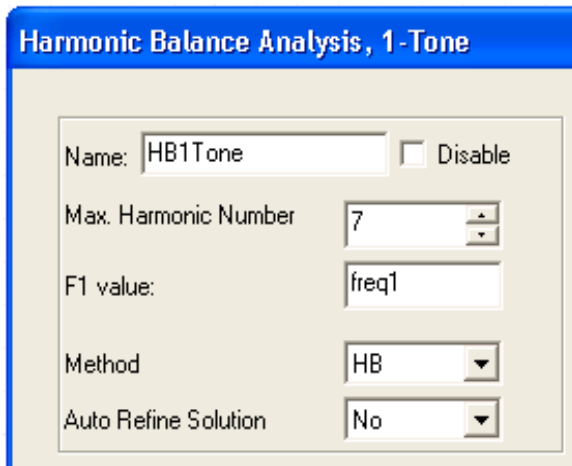 Harmonic Balance Analysis, 1-Tone
Name: HB1Tone Disable
Max. Harmonic Number 7
F1 value: freq1
Method HB
Auto Refine Solution No